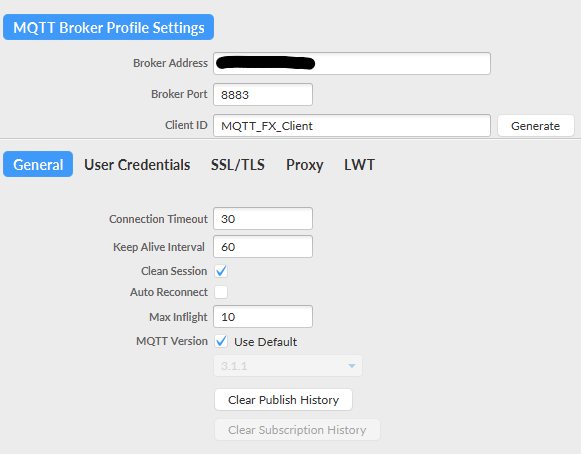 MQTT Broker Profile Settings
Broker Address
Broker Port 8883
Client ID MQTT_FX_Client Generate
General User Credentials SSL/TLS Proxy LWT
Connection Timeout 30
Keep Alive Interval 60
Clean Session
Auto Reconnect
Max Inflight 10
MQTT Version Use Default
3.1.1
Clear Publish History
Clear Subscription History